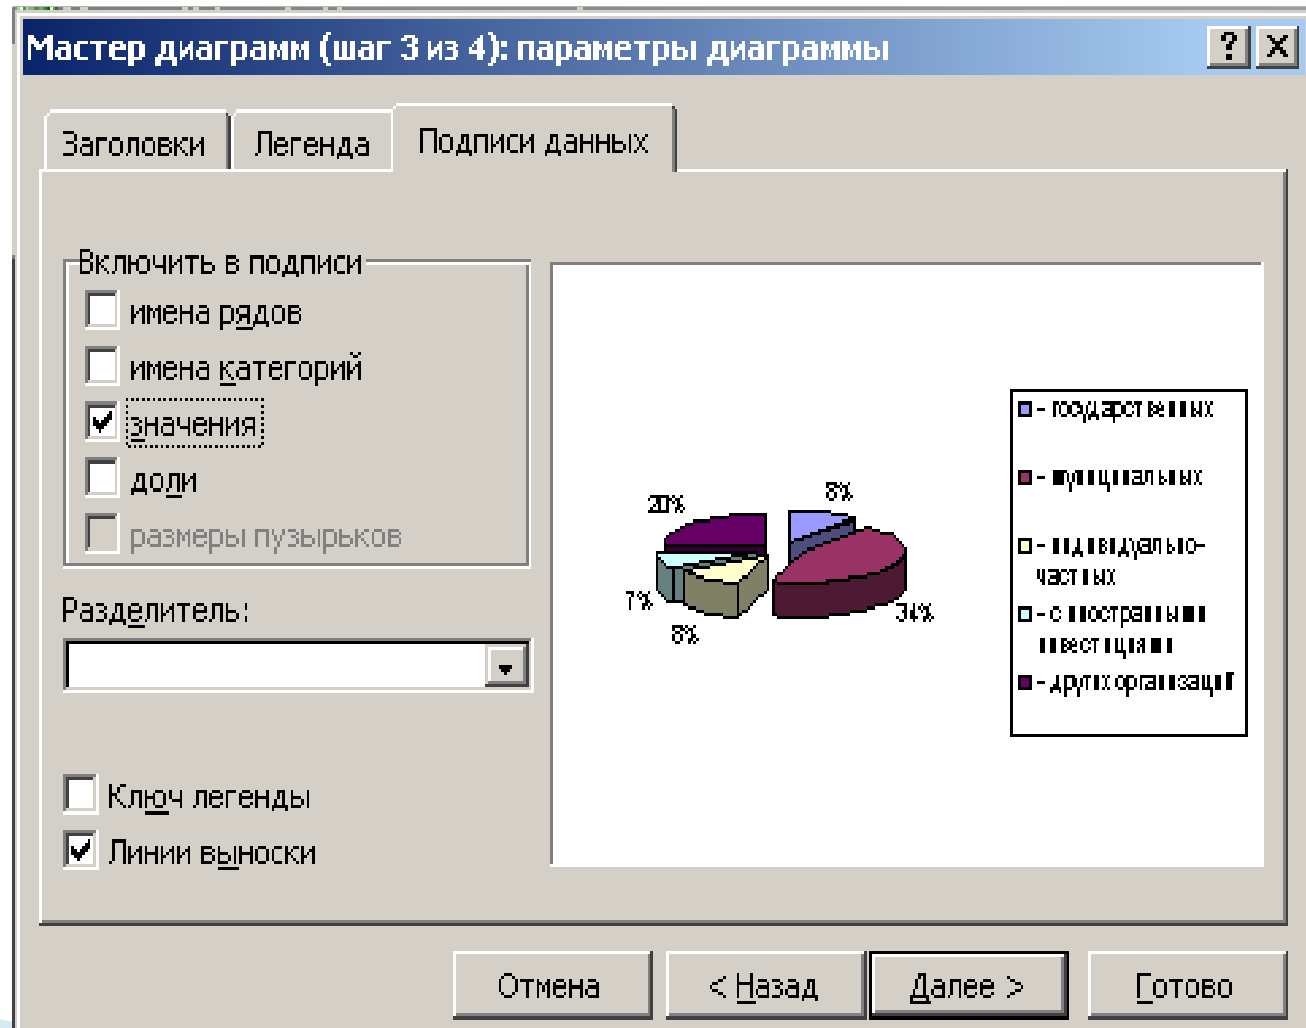 Мастер диаграмм (шаг 3 из 4): параметры диаграммы
Заголовки Легенда Подписи данных
Включить в подписи
имена рядов
имена категорий
значения
доли
размеры пузырьков
Разделитель:
Ключ легенды
Линии выноски
20% 8%
7% 34%
8%
- государственных
- муниципальных
- индивидуально-
частных
- с иностранными
инвестициями
- других организаций
Отмена < Назад Далее > Готово